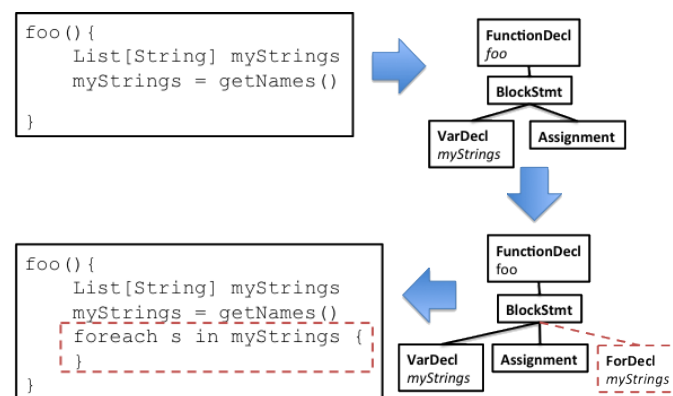 foo(){
List[String] myStrings
myStrings = getNames()
}
FunctionDecl
foo
BlockStmt
VarDecl
myStrings
Assignment
foo(){
List[String] myStrings
myStrings = getNames()
foreach s in myStrings {
}
}
FunctionDecl
foo
BlockStmt
VarDecl
myStrings
Assignment
ForDecl
myStrings